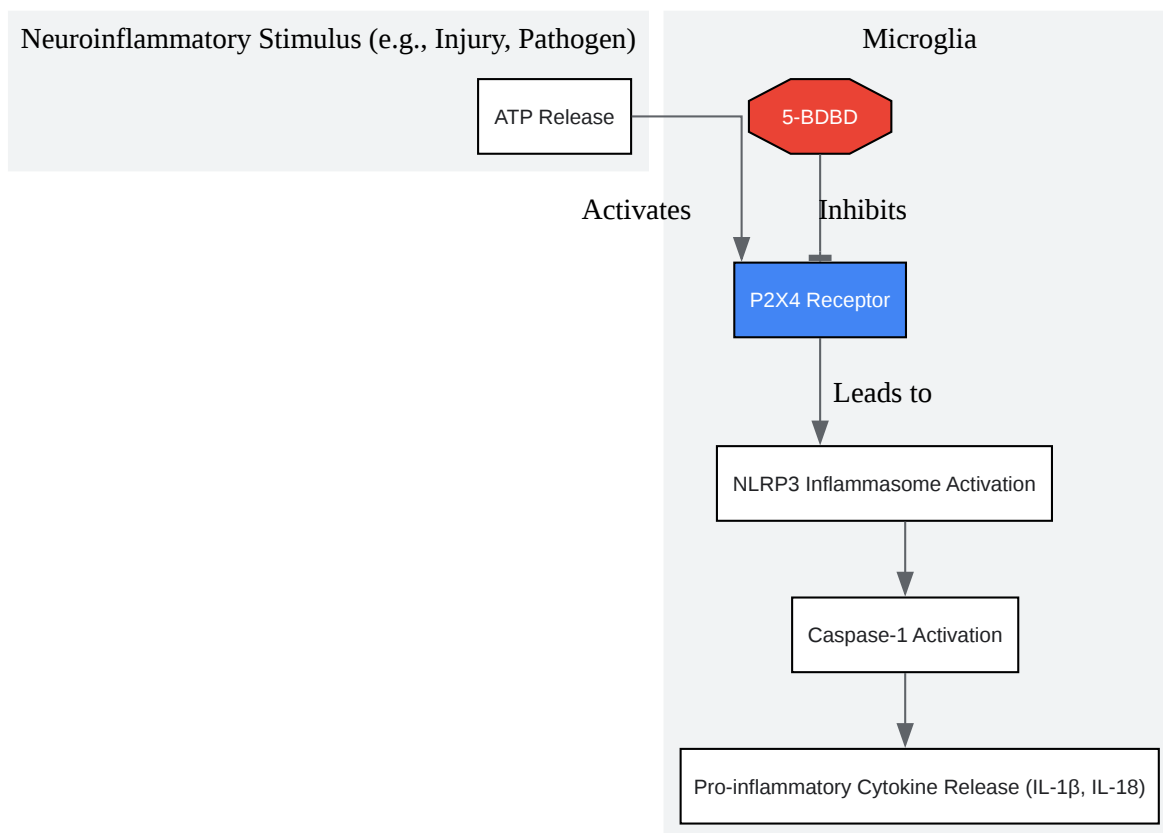 Neuroinflammatory Stimulus (e.g., Injury, Pathogen)
Microglia
ATP Release
5-BDBD
Activates
Inhibits
P2X4 Receptor
Leads to
NLRP3 Inflammasome Activation
Caspase-1 Activation
Pro-inflammatory Cytokine Release (IL-1β, IL-18)